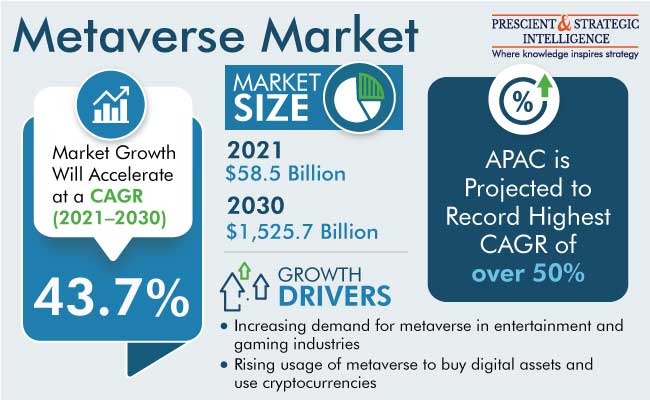 Metaverse Market
PRESCIENT & STRATEGIC
INTELLIGENCE
Where knowledge inspires strategy
Market Growth
Will Accelerate
at a CAGR
(2021–2030)
43.7%
MARKET
SIZE
2021
$58.5 Billion
2030
$1,525.7 Billion
GROWTH
DRIVERS
• Increasing demand for metaverse in entertainment and
gaming industries
• Rising usage of metaverse to buy digital assets and
use cryptocurrencies
%
APAC is
Projected to
Record Highest
CAGR of
over 50%